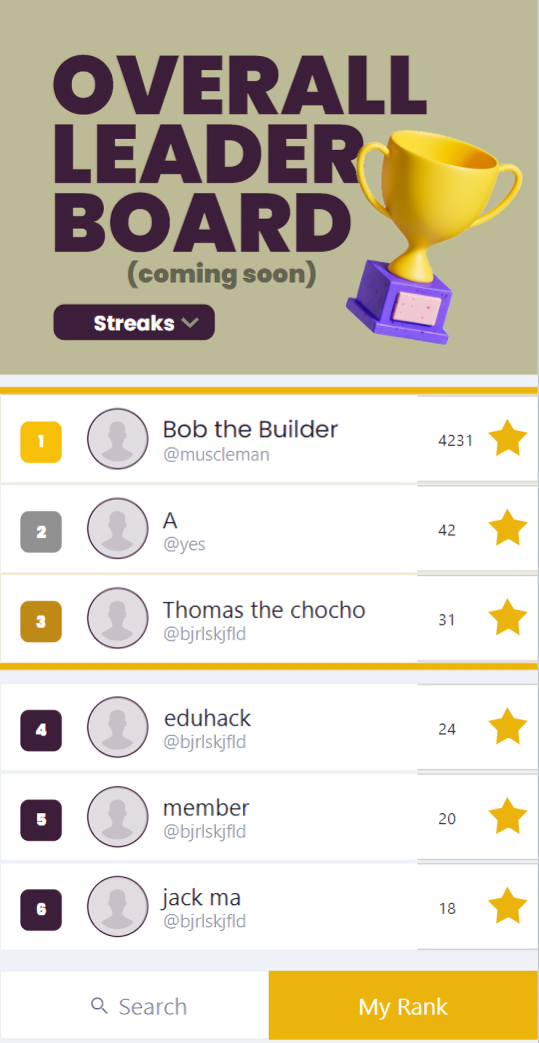 OVERALL
LEADER
BOARD
(coming soon)
Streaks
1
Bob the Builder
@muscleman
4231
2
A
@yes
42
3
Thomas the chocho
@bjrlskjfld
31
4
eduhack
@bjrlskjfld
24
5
member
@bjrlskjfld
20
6
jack ma
@bjrlskjfld
18
Search
My Rank